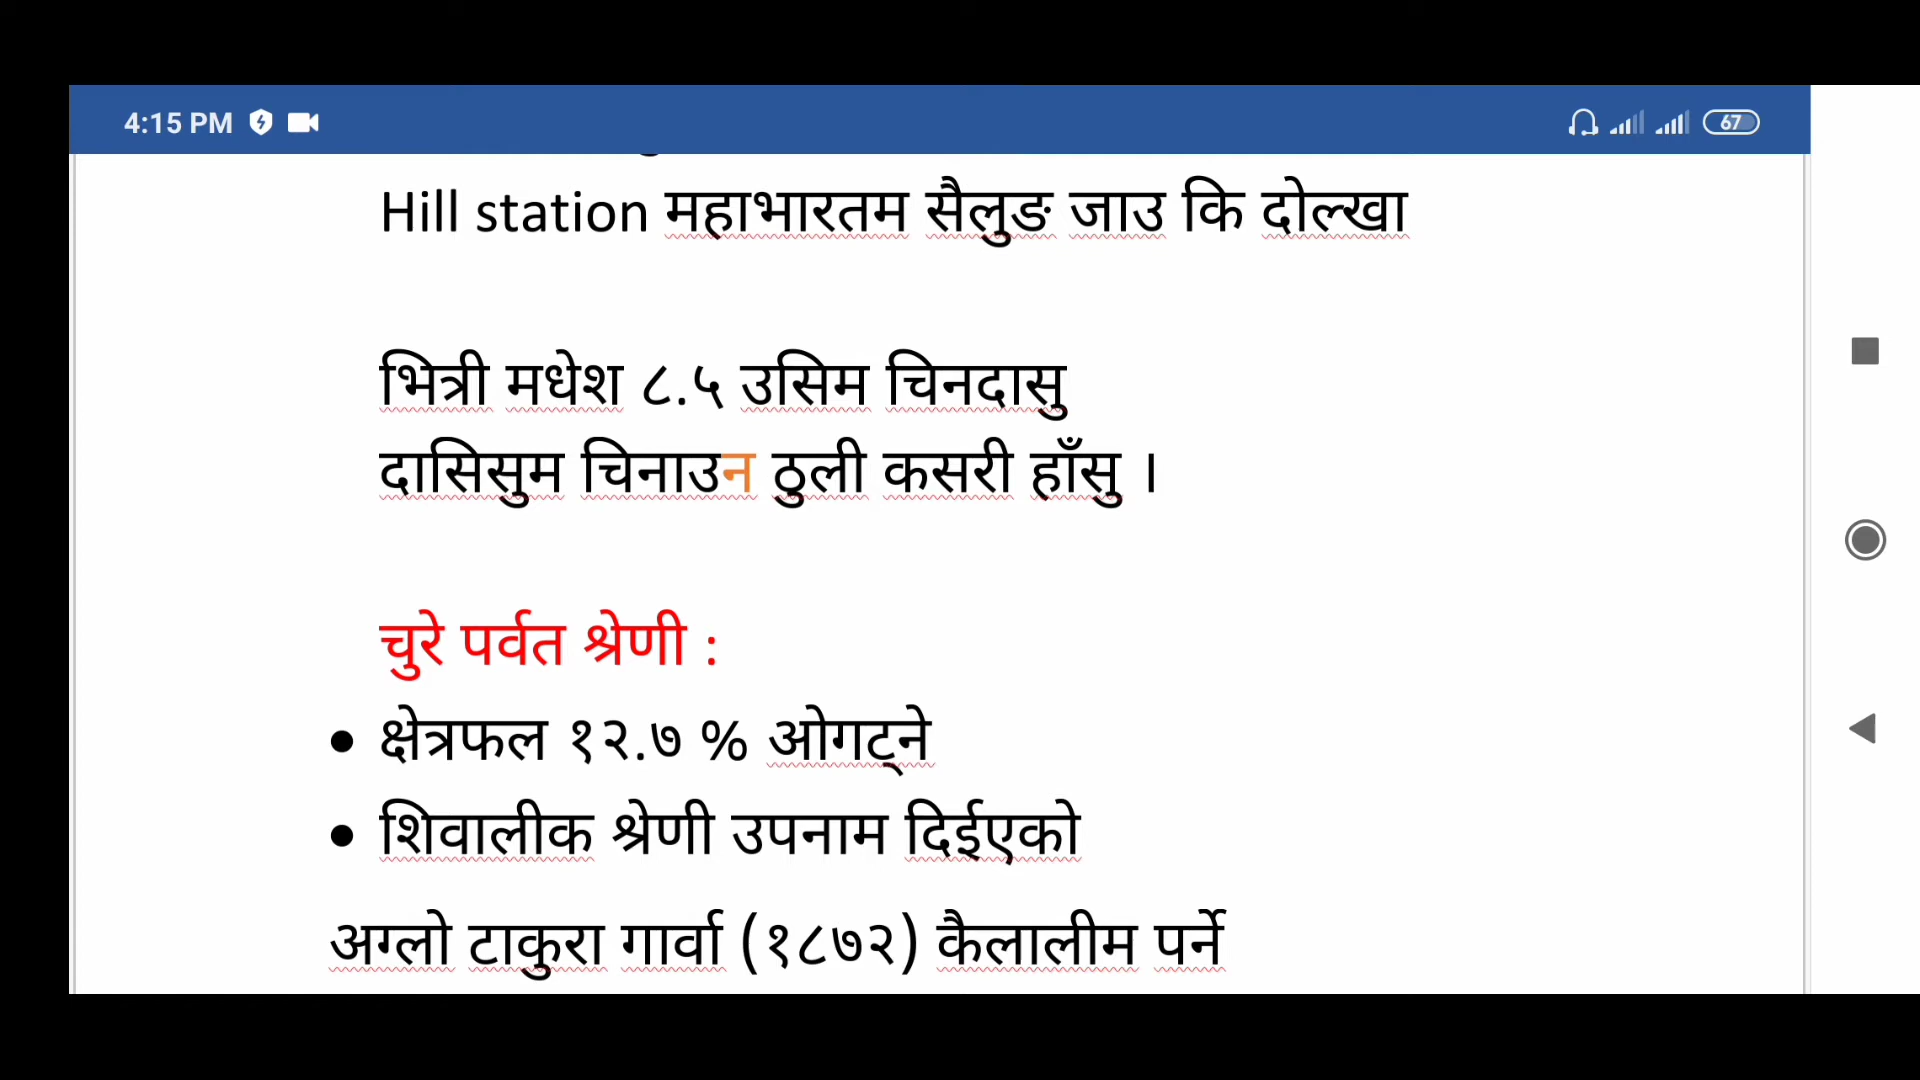 4:15 PM 67
Hill station महाभारतम सैलुङ जाउ कि दोल्खा
भित्री मधेश ८.५ उसिम चिनदासु
दासिसुम चिनाउन ठुली कसरी हाँसु ।
चुरे पर्वत श्रेणी :
• क्षेत्रफल १२.७ % ओगट्ने
• शिवालीक श्रेणी उपनाम दिईएको
अग्लो टाकुरा गार्वा (१८७२) कैलालीम पर्ने